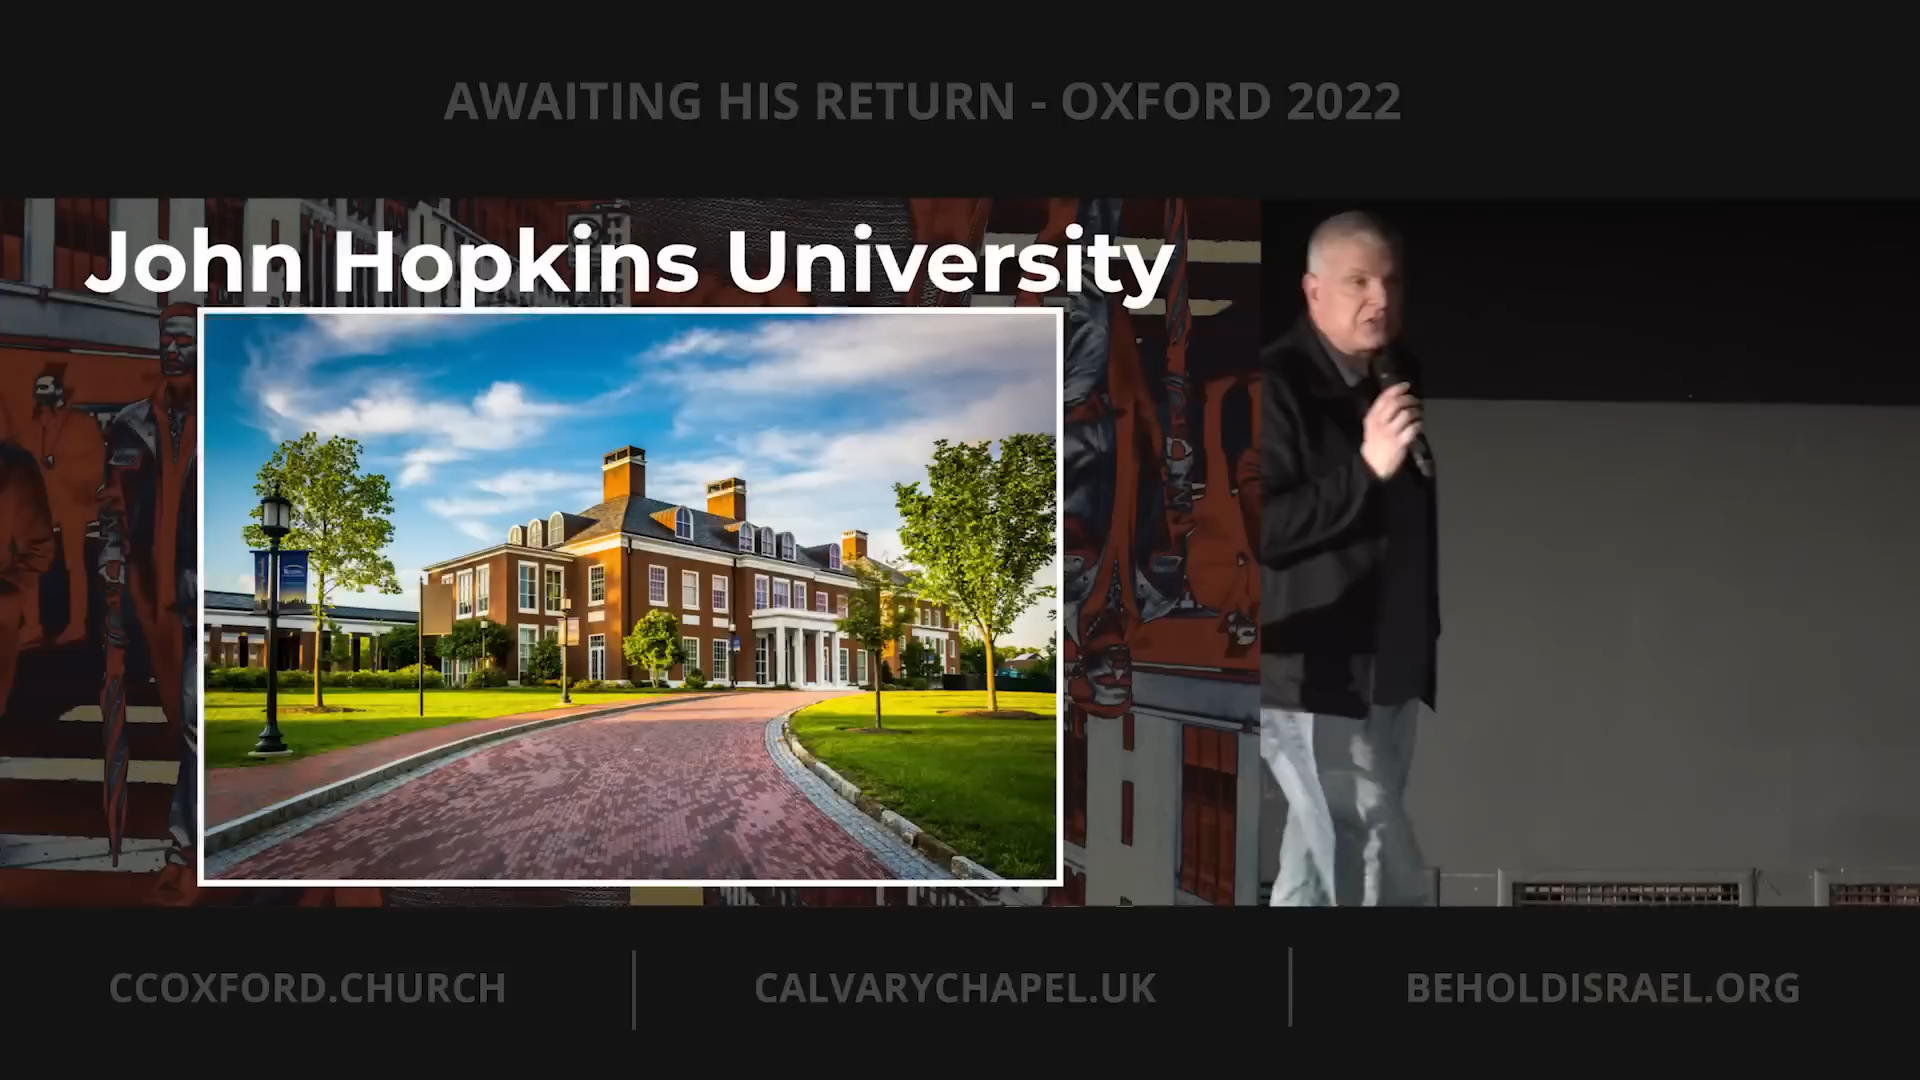 AWAITING HIS RETURN - OXFORD 2022
John Hopkins University
CCOXFORD.CHURCH
CALVARYCHAPEL.UK
BEHOLDISRAEL.ORG